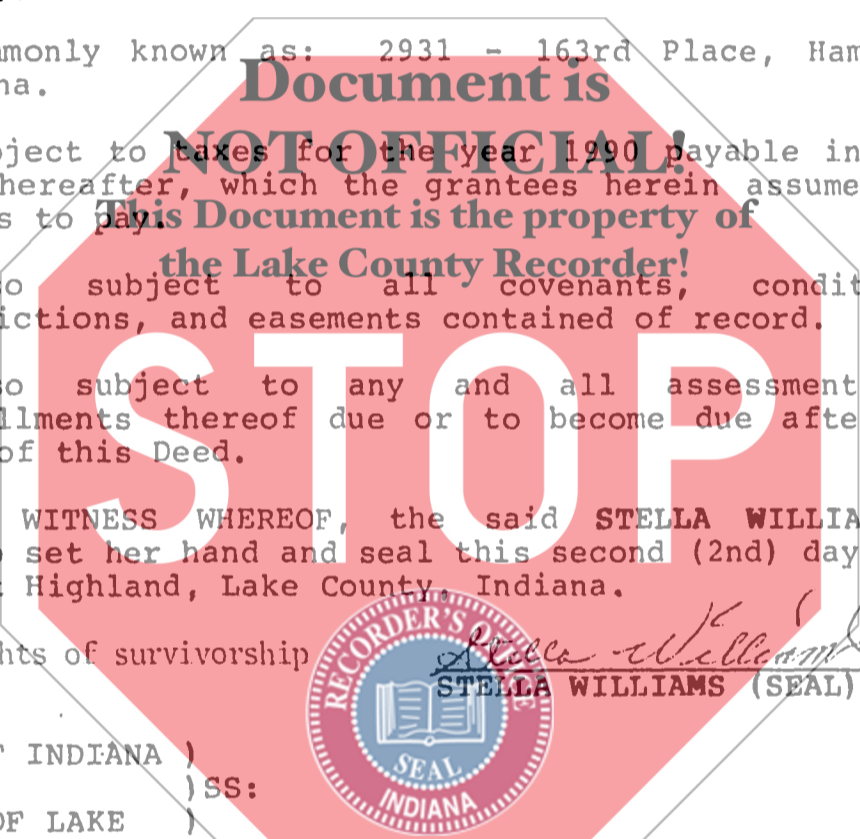 mmonly known as: 2931 - 163rd Place, Ham
na.
Document is
NOT OFFICIAL!
bject to taxes for the year 1990 payable in
hereafter, which the grantees herein assume
s to pay.
This Document is the property of
the Lake County Recorder!
o subject to all covenants, condit
ictions, and easements contained of record.
STOP
o subject to any and all assessment
llments thereof due or to become due afte
of this Deed.
WITNESS WHEREOF, the said STELLA WILLIA
set her hand and seal this second (2nd) day
t Highland, Lake County, Indiana.
hts of survivorship
Stella Williams
STELLA WILLIAMS (SEAL)
RECORDER'S OFFICE
SEAL
INDIANA
INDIANA )
)SS:
OF LAKE )